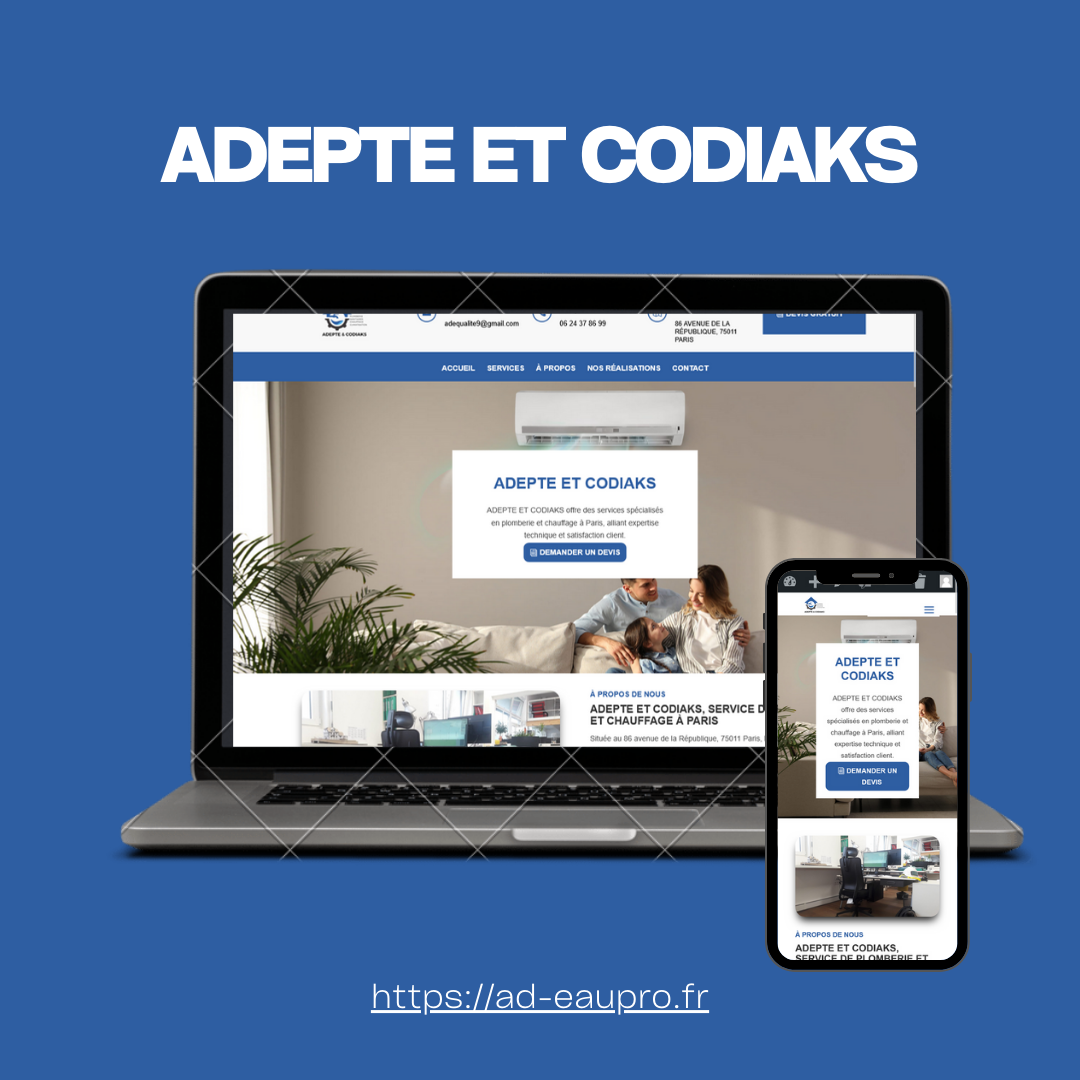 ADEPTE ET CODIAKS
ADEPTE & CODIAKS
adequalite9@gmail.com
06 24 37 86 99
86 AVENUE DE LA
RÉPUBLIQUE, 75011
PARIS
DEVIS GRATUIT
ACCUEIL SERVICES À PROPOS NOS RÉALISATIONS CONTACT
ADEPTE ET CODIAKS
ADEPTE ET CODIAKS offre des services spécialisés
en plomberie et chauffage à Paris, alliant expertise
technique et satisfaction client.
DEMANDER UN DEVIS
À PROPOS DE NOUS
ADEPTE ET CODIAKS, SERVICE D
ET CHAUFFAGE À PARIS
Située au 86 avenue de la République, 75011 Paris,
ADEPTE ET
CODIAKS
ADEPTE ET CODIAKS
offre des services
spécialisés en plomberie et
chauffage à Paris, alliant
expertise technique et
satisfaction client.
DEMANDER UN
DEVIS
À PROPOS DE NOUS
ADEPTE ET CODIAKS,
SERVICE DE PLOMBERIE ET
https://ad-eaupro.fr